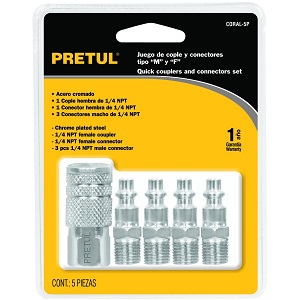 CORAL-5P
PRETUL®
Juego de cople y conectores
tipo "M" y "F"
Quick couplers and connectors set
• Acero cromado
• 1 Cople hembra de 1/4 NPT
• 1 Conector hembra de 1/4 NPT
• 3 Conectores macho de 1/4 NPT
- Chrome plated steel
- 1/4 NPT female coupler
- 1/4 NPT female connector
- 3 pcs 1/4 NPT male connector
1 año
Garantía
Warranty
PRETUL
CONT.: 5 PIEZAS